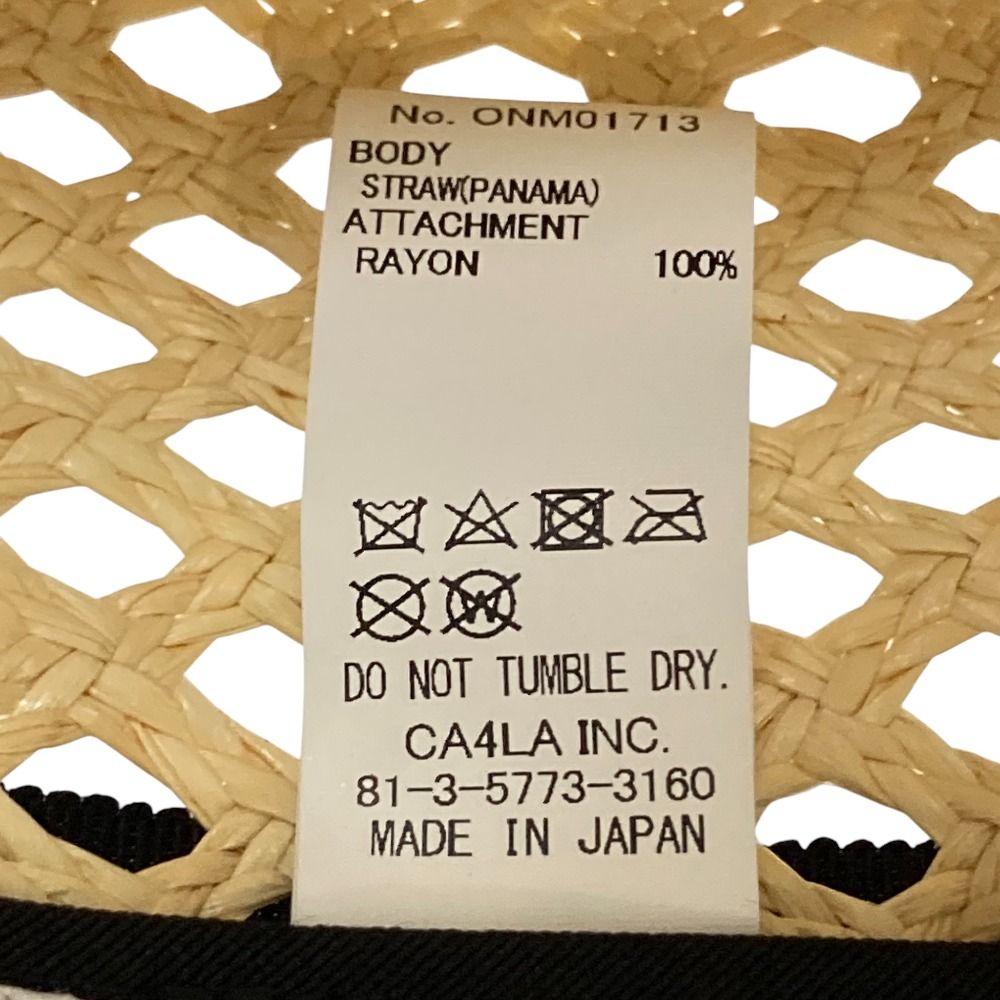 No. ONM01713
BODY
STRAW(PANAMA)
ATTACHMENT
RAYON 100%
W
DO NOT TUMBLE DRY.
CA4LA INC.
81-3-5773-3160
MADE IN JAPAN